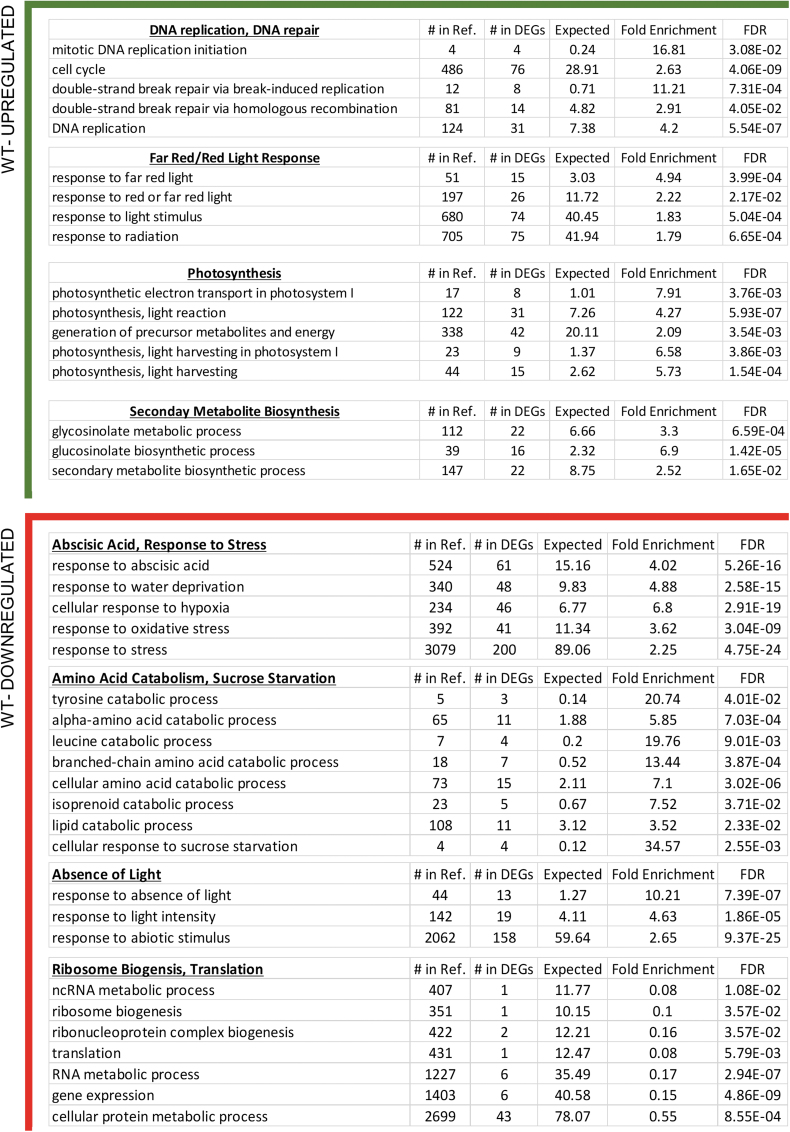 WT- UPREGULATED
DNA replication, DNA repair # in Ref. # in DEGs Expected Fold Enrichment FDR
mitotic DNA replication initiation 4 4 0.24 16.81 3.08E-02
cell cycle 486 76 28.91 2.63 4.06E-09
double-strand break repair via break-induced replication 12 8 0.71 11.21 7.31E-04
double-strand break repair via homologous recombination 81 14 4.82 2.91 4.05E-02
DNA replication 124 31 7.38 4.2 5.54E-07
Far Red/Red Light Response # in Ref. # in DEGs Expected Fold Enrichment FDR
response to far red light 51 15 3.03 4.94 3.99E-04
response to red or far red light 197 26 11.72 2.22 2.17E-02
response to light stimulus 680 74 40.45 1.83 5.04E-04
response to radiation 705 75 41.94 1.79 6.65E-04
Photosynthesis # in Ref. # in DEGs Expected Fold Enrichment FDR
photosynthetic electron transport in photosystem I 17 8 1.01 7.91 3.76E-03
photosynthesis, light reaction 122 31 7.26 4.27 5.93E-07
generation of precursor metabolites and energy 338 42 20.11 2.09 3.54E-03
photosynthesis, light harvesting in photosystem I 23 9 1.37 6.58 3.86E-03
photosynthesis, light harvesting 44 15 2.62 5.73 1.54E-04
Seconday Metabolite Biosynthesis # in Ref. # in DEGs Expected Fold Enrichment FDR
glycosinolate metabolic process 112 22 6.66 3.3 6.59E-04
glucosinolate biosynthetic process 39 16 2.32 6.9 1.42E-05
secondary metabolite biosynthetic process 147 22 8.75 2.52 1.65E-02
WT- DOWNREGULATED
Abscisic Acid, Response to Stress # in Ref. # in DEGs Expected Fold Enrichment FDR
response to abscisic acid 524 61 15.16 4.02 5.26E-16
response to water deprivation 340 48 9.83 4.88 2.58E-15
cellular response to hypoxia 234 46 6.77 6.8 2.91E-19
response to oxidative stress 392 41 11.34 3.62 3.04E-09
response to stress 3079 200 89.06 2.25 4.75E-24
Amino Acid Catabolism, Sucrose Starvation # in Ref. # in DEGs Expected Fold Enrichment FDR
tyrosine catabolic process 5 3 0.14 20.74 4.01E-02
alpha-amino acid catabolic process 65 11 1.88 5.85 7.03E-04
leucine catabolic process 7 4 0.2 19.76 9.01E-03
branched-chain amino acid catabolic process 18 7 0.52 13.44 3.87E-04
cellular amino acid catabolic process 73 15 2.11 7.1 3.02E-06
isoprenoid catabolic process 23 5 0.67 7.52 3.71E-02
lipid catabolic process 108 11 3.12 3.52 2.33E-02
cellular response to sucrose starvation 4 4 0.12 34.57 2.55E-03
Absence of Light # in Ref. # in DEGs Expected Fold Enrichment FDR
response to absence of light 44 13 1.27 10.21 7.39E-07
response to light intensity 142 19 4.11 4.63 1.86E-05
response to abiotic stimulus 2062 158 59.64 2.65 9.37E-25
Ribosome Biogensis, Translation # in Ref. # in DEGs Expected Fold Enrichment FDR
ncRNA metabolic process 407 1 11.77 0.08 1.08E-02
ribosome biogenesis 351 1 10.15 0.1 3.57E-02
ribonucleoprotein complex biogenesis 422 2 12.21 0.16 3.57E-02
translation 431 1 12.47 0.08 5.79E-03
RNA metabolic process 1227 6 35.49 0.17 2.94E-07
gene expression 1403 6 40.58 0.15 4.86E-09
cellular protein metabolic process 2699 43 78.07 0.55 8.55E-04